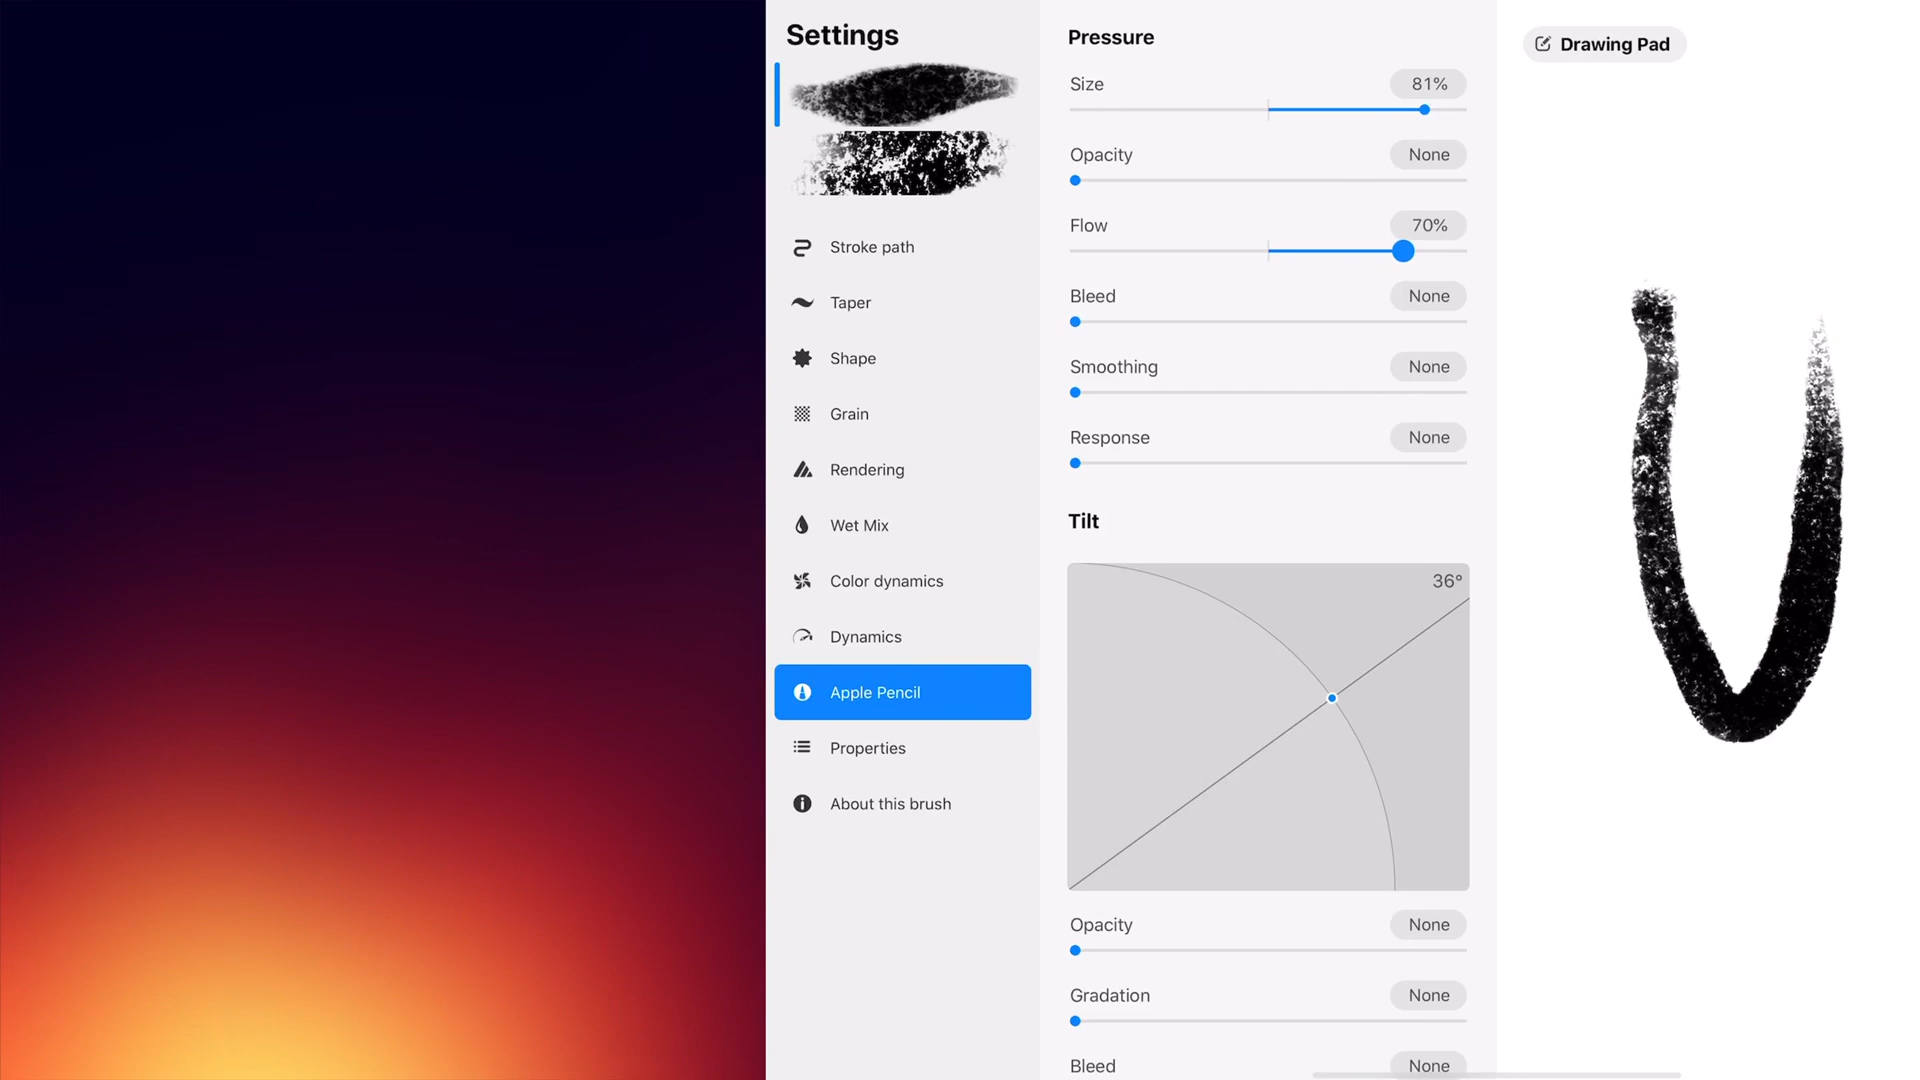 Settings
Stroke path
Taper
Shape
Grain
Rendering
Wet Mix
Color dynamics
Dynamics
Apple Pencil
Properties
About this brush
Pressure
Size 81%
Opacity None
Flow 70%
Bleed None
Smoothing None
Response None
Tilt
36°
Opacity None
Gradation None
Bleed None
Drawing Pad